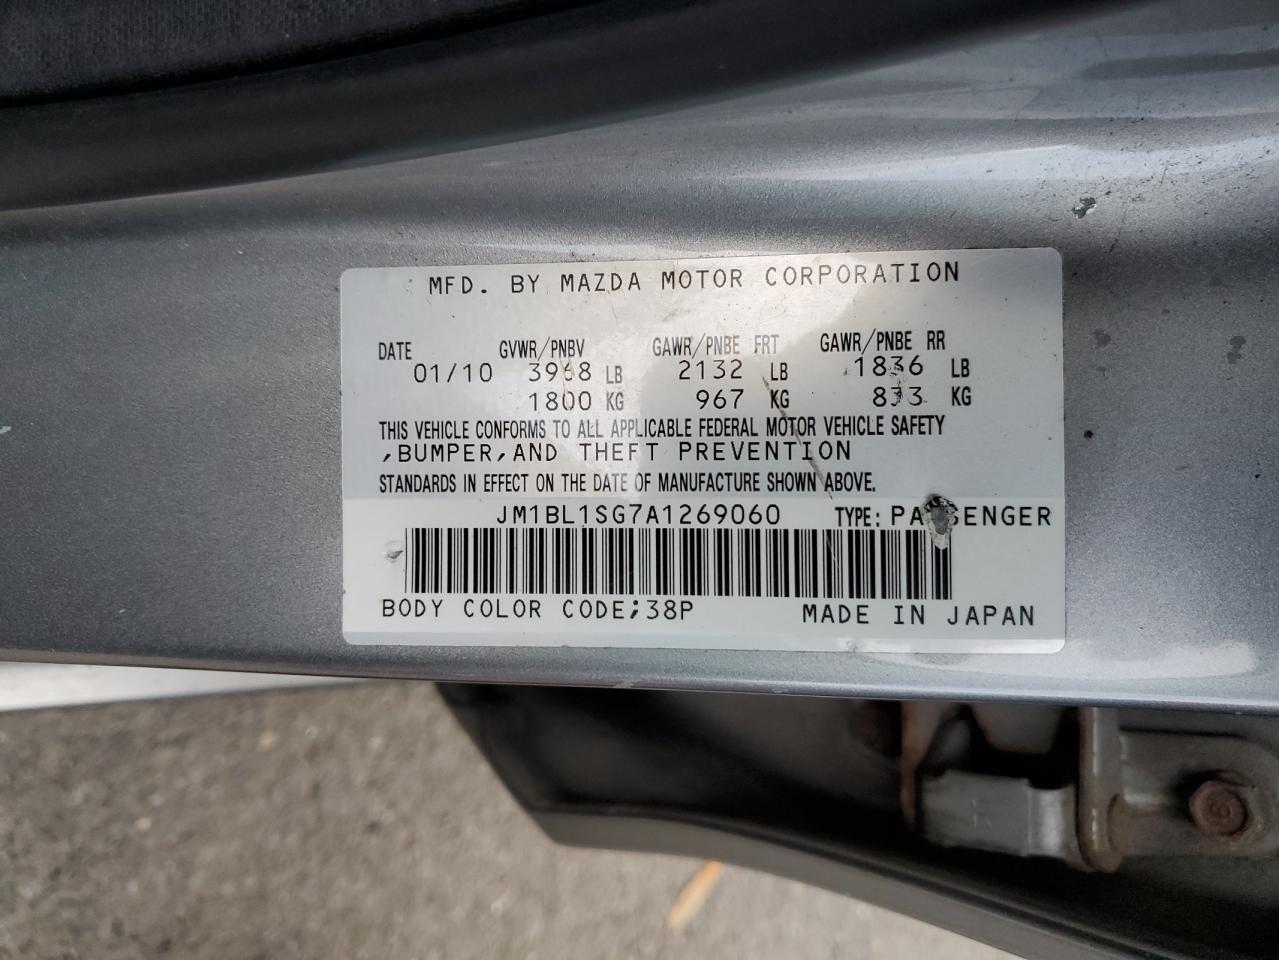 MFD. BY MAZDA MOTOR CORPORATION
DATE GVWR/PNBV GAWR/PNBE FRT GAWR/PNBE RR
01/10 3968 LB 2132 LB 1836 LB
1800 KG 967 KG 833 KG
THIS VEHICLE CONFORMS TO ALL APPLICABLE FEDERAL MOTOR VEHICLE SAFETY
,BUMPER,AND THEFT PREVENTION
STANDARDS IN EFFECT ON THE DATE OF MANUFACTURE SHOWN ABOVE.
JM1BL1SG7A1269060 TYPE: PASSENGER
BODY COLOR CODE;38P MADE IN JAPAN